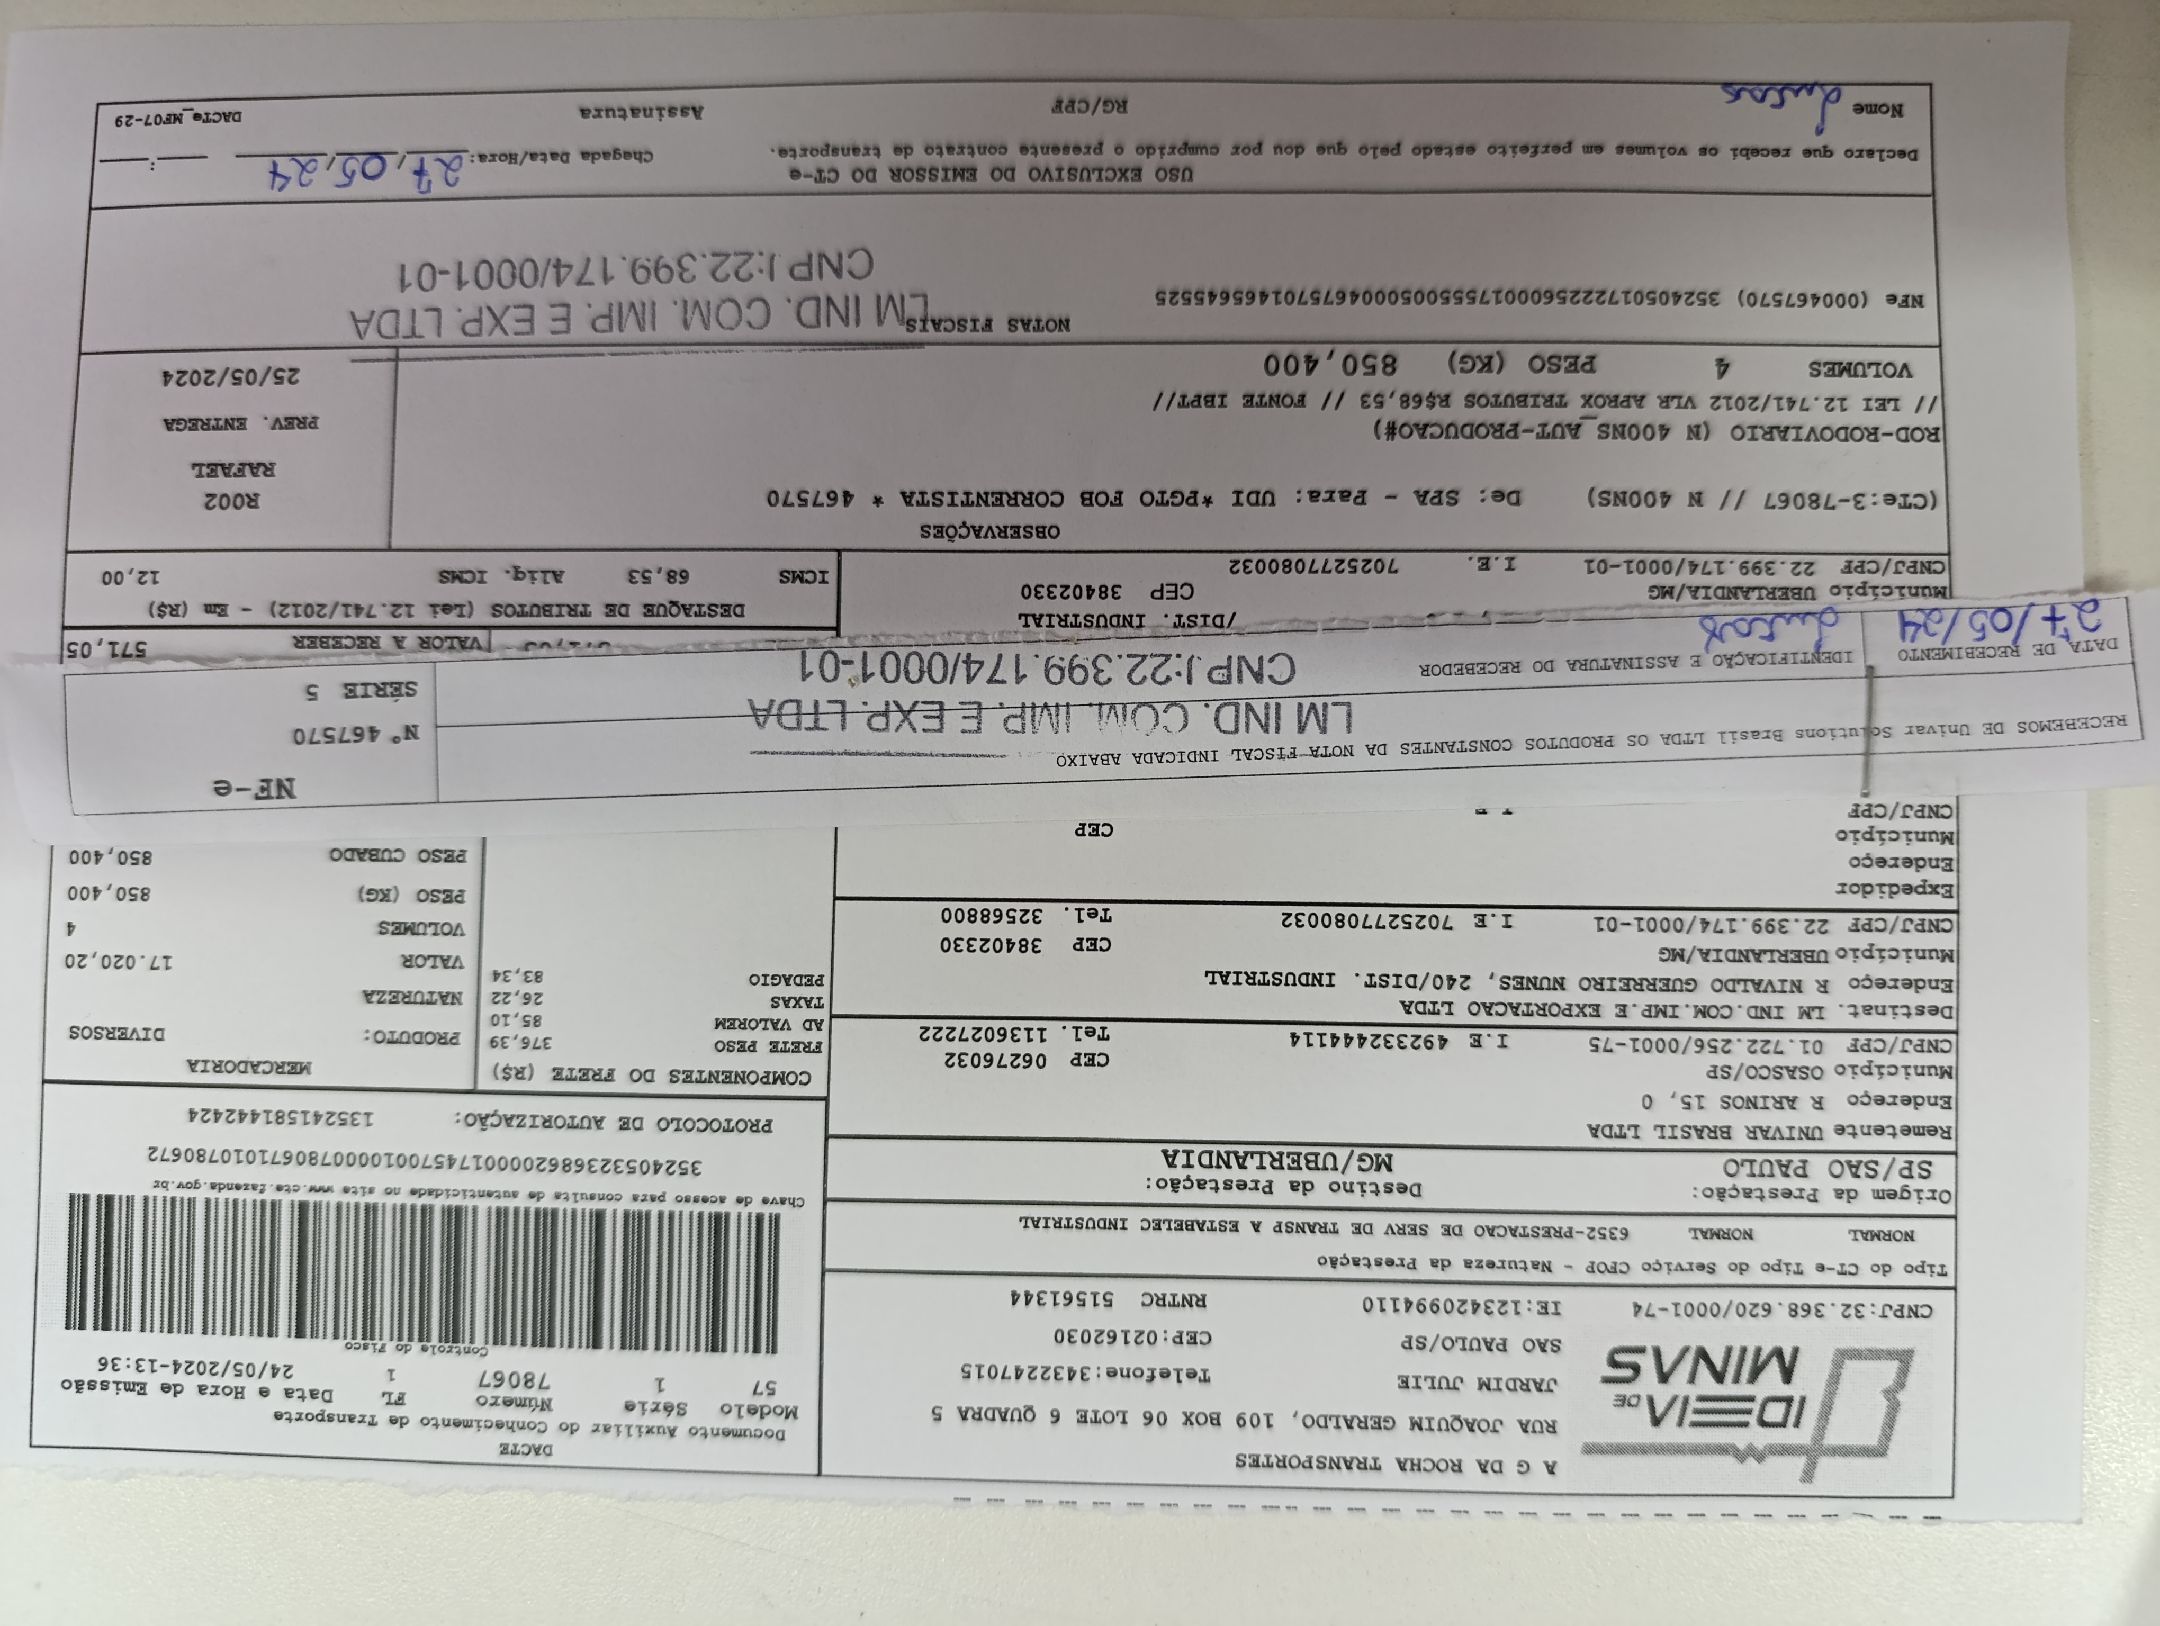 DACTE
Documento Auxiliar do Conhecimento de Transporte
Modelo Série Número FL Data e Hora de Emissão
57 1 78067 1 24/05/2024-13:36
Controle do Fisco
IDEIA DE
MINAS
A G DA ROCHA TRANSPORTES
RUA JOAQUIM GERALDO, 109 BOX 06 LOTE 6 QUADRA 5
JARDIM JULIE Telefone:3432247015
SAO PAULO/SP CEP:02162030
CNPJ:32.368.620/0001-74 IE:123420994110 RNTRC 51561344
Tipo do CT-e Tipo do Serviço CFOP - Natureza da Prestação
NORMAL NORMAL 6352-PRESTACAO DE SERV DE TRANSP A ESTABELEC INDUSTRIAL
Chave de acesso para consulta de autenticidade no site www.cte.fazenda.gov.br
35240532368620000174570010000780671010780672
PROTOCOLO DE AUTORIZAÇÃO: 135241581442424
Origem da Prestação: Destino da Prestação:
SP/SAO PAULO MG/UBERLANDIA
Remetente UNIVAR BRASIL LTDA
Endereço R ARINOS 15, 0
Município OSASCO/SP CEP 06276032
CNPJ/CPF 01.722.256/0001-75 I.E 492332444114 Tel. 1136027222
Destinat. LM IND.COM.IMP.E EXPORTACAO LTDA
Endereço R NIVALDO GUERREIRO NUNES, 240/DIST. INDUSTRIAL
Município UBERLANDIA/MG CEP 38402330
CNPJ/CPF 22.399.174/0001-01 I.E 7025277080032 Tel. 32568800
Expedidor
Endereço
Município CEP
CNPJ/CPF
COMPONENTES DO FRETE (R$)
FRETE PESO 376,39
AD VALOREM 85,10
TAXAS 26,22
PEDAGIO 83,34
MERCADORIA
PRODUTO: DIVERSOS
NATUREZA
VALOR 17.020,20
VOLUMES 4
PESO (KG) 850,400
PESO CUBADO 850,400
RECEBEMOS DE Univar Solutions Brasil LTDA OS PRODUTOS CONSTANTES DA NOTA FISCAL INDICADA ABAIXO
NF-e
Nº 467570
SÉRIE 5
LM IND. COM. IMP. E EXP. LTDA
CNPJ:22.399.174/0001-01
DATA DE RECEBIMENTO IDENTIFICAÇÃO E ASSINATURA DO RECEBEDOR
27/05/24 Lucas
/DIST. INDUSTRIAL
VALOR A RECEBER 571,05
Município UBERLANDIA/MG CEP 38402330
CNPJ/CPF 22.399.174/0001-01 I.E. 7025277080032
DESTAQUE DE TRIBUTOS (Lei 12.741/2012) - Em (R$)
ICMS 68,53 Aliq. ICMS 12,00
OBSERVAÇÕES
(CTe:3-78067 // N 400NS) De: SPA - Para: UDI *PGTO FOB CORRENTISTA * 467570
ROD-RODOVIARIO (N 400NS_AUT-PRODUCAO#)
// LEI 12.741/2012 VLR APROX TRIBUTOS R$68,53 // FONTE IBPT//
VOLUMES 4 PESO (KG) 850,400
R002
RAFAEL
PREV. ENTREGA
25/05/2024
NOTAS FISCAIS
NFe (000467570) 35240501722256000175550050004675701465645525
LM IND. COM. IMP. E EXP. LTDA
CNPJ:22.399.174/0001-01
USO EXCLUSIVO DO EMISSOR DO CT-e
Declaro que recebi os volumes em perfeito estado pelo que dou por cumprido o presente contrato de transporte. Chegada Data/Hora: 27/05/24 __:__
Nome Lucas RG/CPF Assinatura DACTe_MF07-29